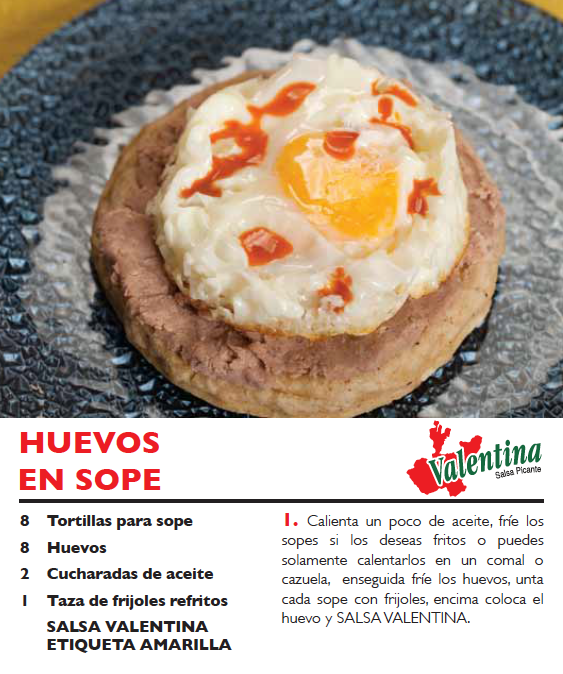 HUEVOS
EN SOPE
Valentina
Salsa Picante
8 Tortillas para sope
8 Huevos
2 Cucharadas de aceite
1 Taza de frijoles refritos
SALSA VALENTINA
ETIQUETA AMARILLA
1. Calienta un poco de aceite, fríe los
sopes si los deseas fritos o puedes
solamente calentarlos en un comal o
cazuela, enseguida fríe los huevos, unta
cada sope con frijoles, encima coloca el
huevo y SALSA VALENTINA.